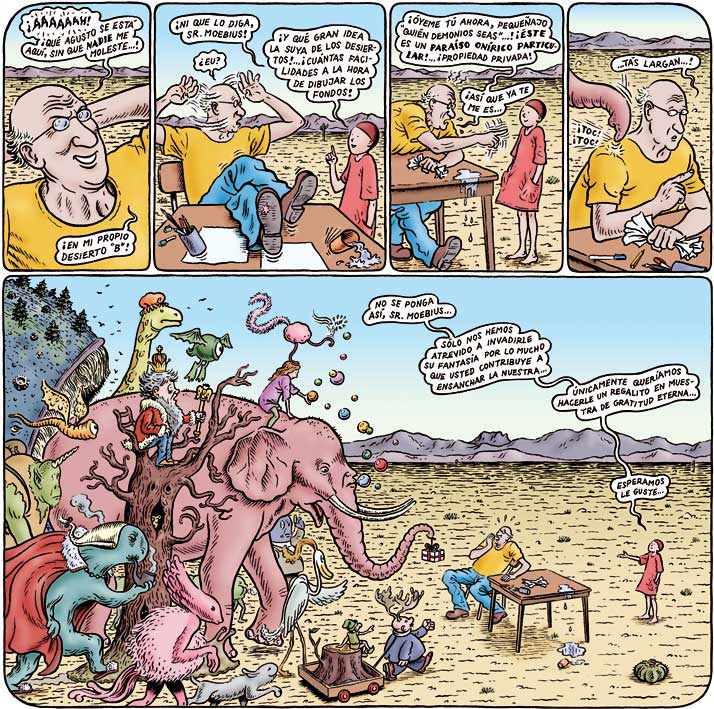 ¡AAAAAAH!
¡QUÉ AGUSTO SE ESTÁ
AQUÍ, SIN QUE NADIE ME
MOLESTE...!
¡EN MI PROPIO
DESIERTO "B"!
¡NI QUE LO DIGA,
SR. MOEBIUS!
¿EU?
¡Y QUÉ GRAN IDEA
LA SUYA DE LOS DESIER-
TOS!...¡CUÁNTAS FACI-
LIDADES A LA HORA
DE DIBUJAR LOS
FONDOS!
¡ÓYEME TÚ AHORA, PEQUEÑAJO
"QUIÉN DEMONIOS SEAS"...! ¡ÉSTE
ES UN PARAÍSO ONÍRICO PARTICU-
LAR!...¡PROPIEDAD PRIVADA!
¡ASÍ QUE YA TE
ME ES...
...TÁS LARGAN...!
¡TOC!
¡TOC!
NO SE PONGA
ASÍ, SR. MOEBIUS...
SÓLO NOS HEMOS
ATREVIDO A INVADIRLE
SU FANTASÍA POR LO MUCHO
QUE USTED CONTRIBUYE A
ENSANCHAR LA NUESTRA...
ÚNICAMENTE QUERÍAMOS
HACERLE UN REGALITO EN MUES-
TRA DE GRATITUD ETERNA...
ESPERAMOS
LE GUSTE...